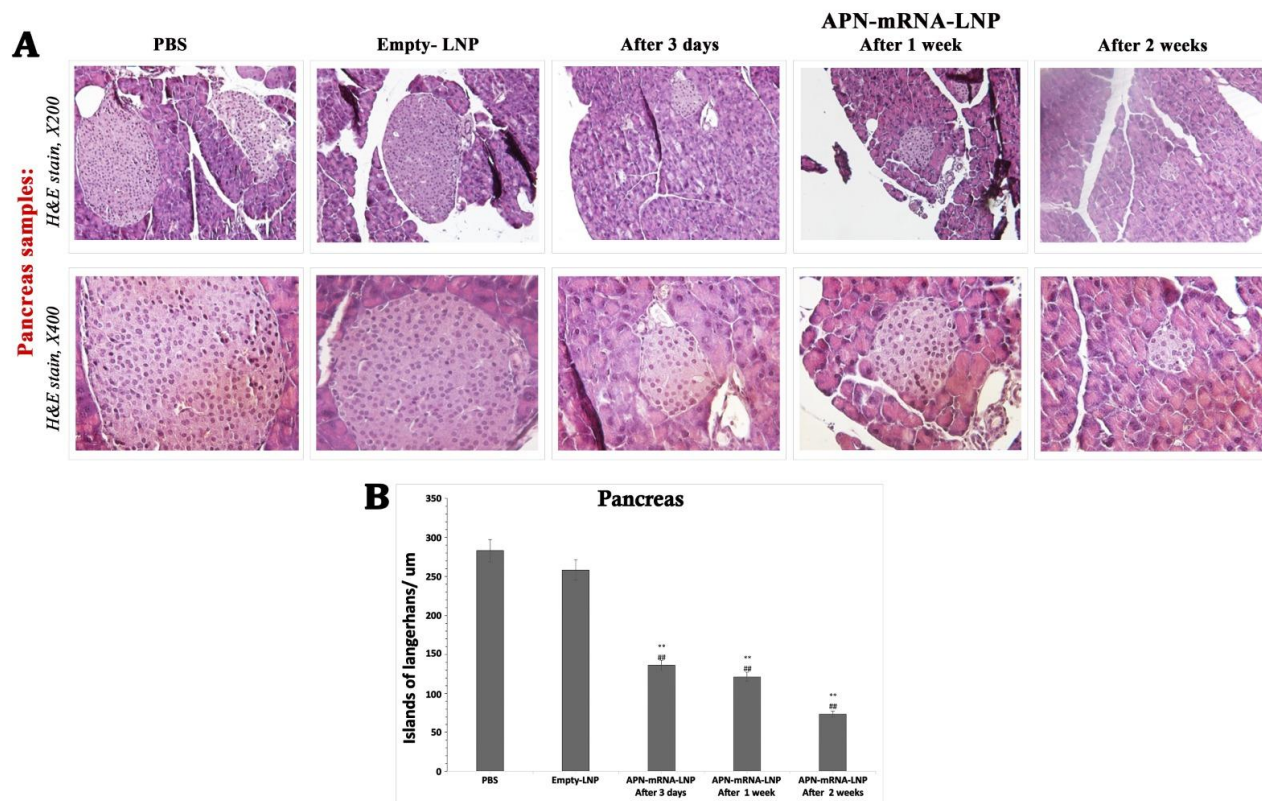 A
APN-mRNA-LNP
PBS
Empty- LNP
After 3 days
After 1 week
After 2 weeks
Pancreas samples:
H&E stain, X200
H&E stain, X400
B
Pancreas
Islands of langerhans/ um
350
300
250
200
150
100
50
0
**
##
**
##
**
##
PBS
Empty-LNP
APN-mRNA-LNP
After 3 days
APN-mRNA-LNP
After 1 week
APN-mRNA-LNP
After 2 weeks